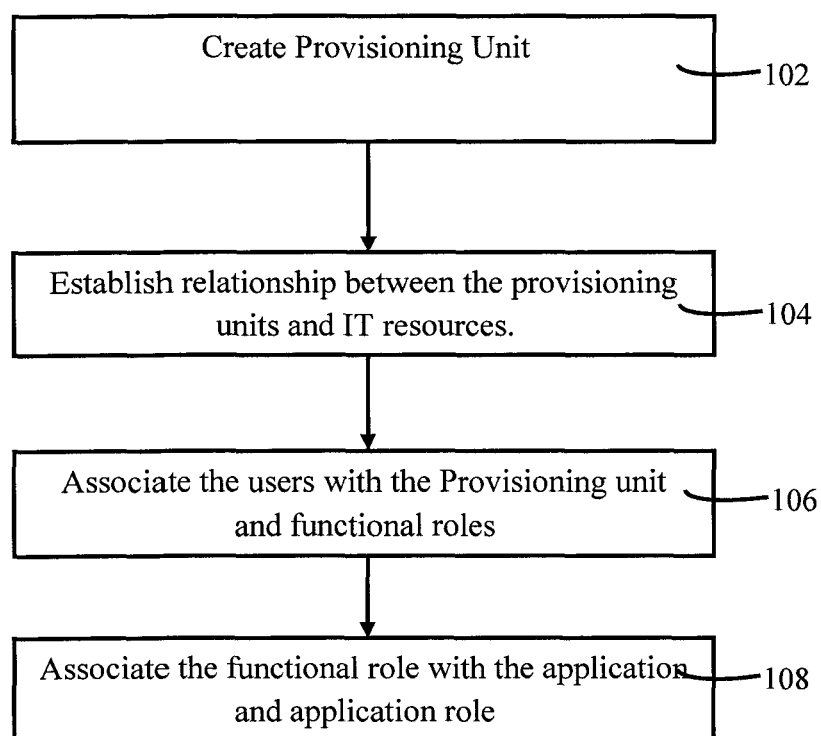 Create Provisioning Unit
102
Establish relationship between the provisioning
units and IT resources.
104
Associate the users with the Provisioning unit
and functional roles
106
Associate the functional role with the application
and application role
108